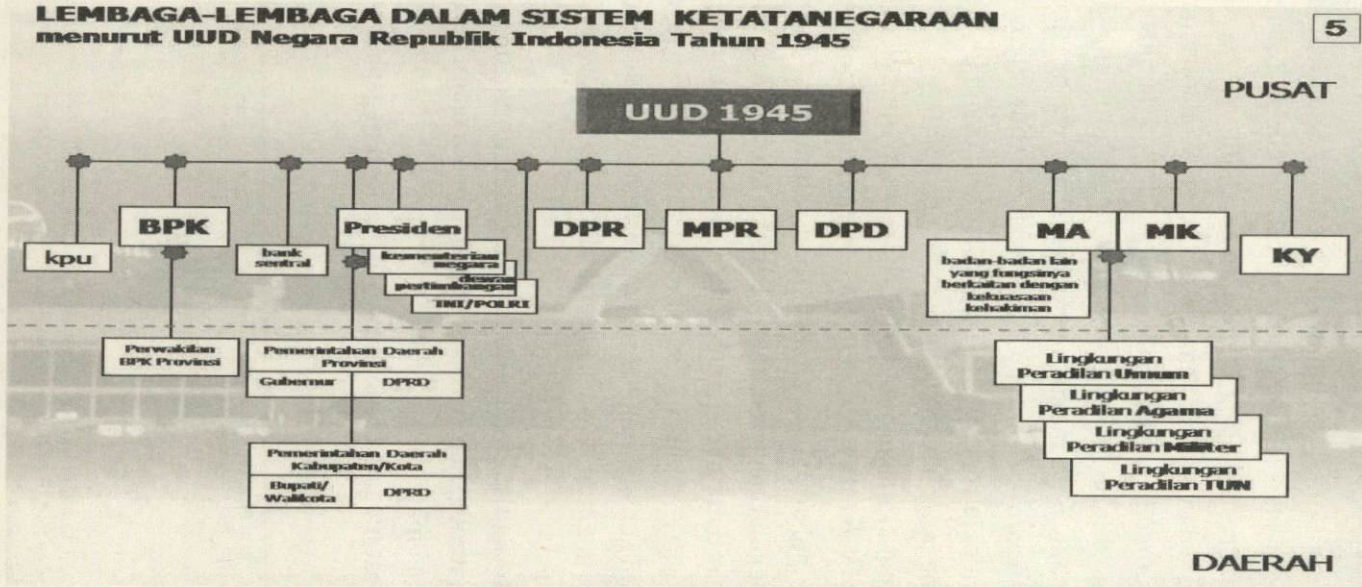 LEMBAGA-LEMBAGA DALAM SISTEM KETATANEGARAAN
menurut UUD Negara Republik Indonesia Tahun 1945
5
PUSAT
UUD 1945
kpu
BPK
bank
sentral
Presiden
kementerian
negara
dewan
pertimbangan
TNI/POLRI
DPR
MPR
DPD
MA
MK
KY
badan-badan lain
yang fungsinya
berkaitan dengan
kekuasaan
kehakiman
Perwakilan
BPK Provinsi
Pemerintahan Daerah
Provinsi
Gubernur
DPRD
Pemerintahan Daerah
Kabupaten/Kota
Bupati/
Walikota
DPRD
Lingkungan
Peradilan Umum
Lingkungan
Peradilan Agama
Lingkungan
Peradilan Militer
Lingkungan
Peradilan TUN
DAERAH